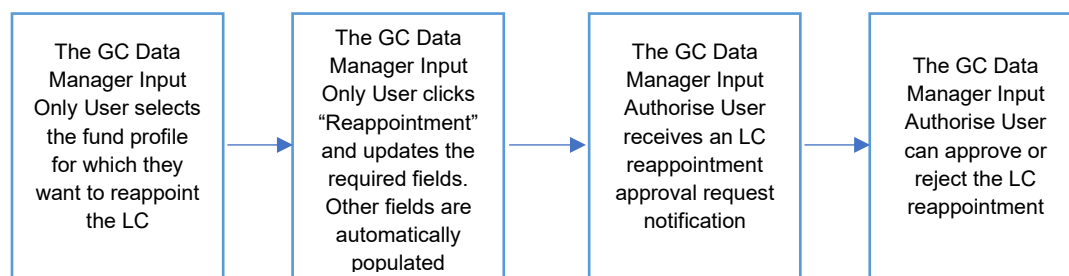 The GC Data
Manager Input
Only User selects
the fund profile
for which they
want to reappoint
the LC
The GC Data
Manager Input
Only User clicks
“Reappointment”
and updates the
required fields.
Other fields are
automatically
populated
The GC Data
Manager Input
Authorise User
receives an LC
reappointment
approval request
notification
The GC Data
Manager Input
Authorise User
can approve or
reject the LC
reappointment